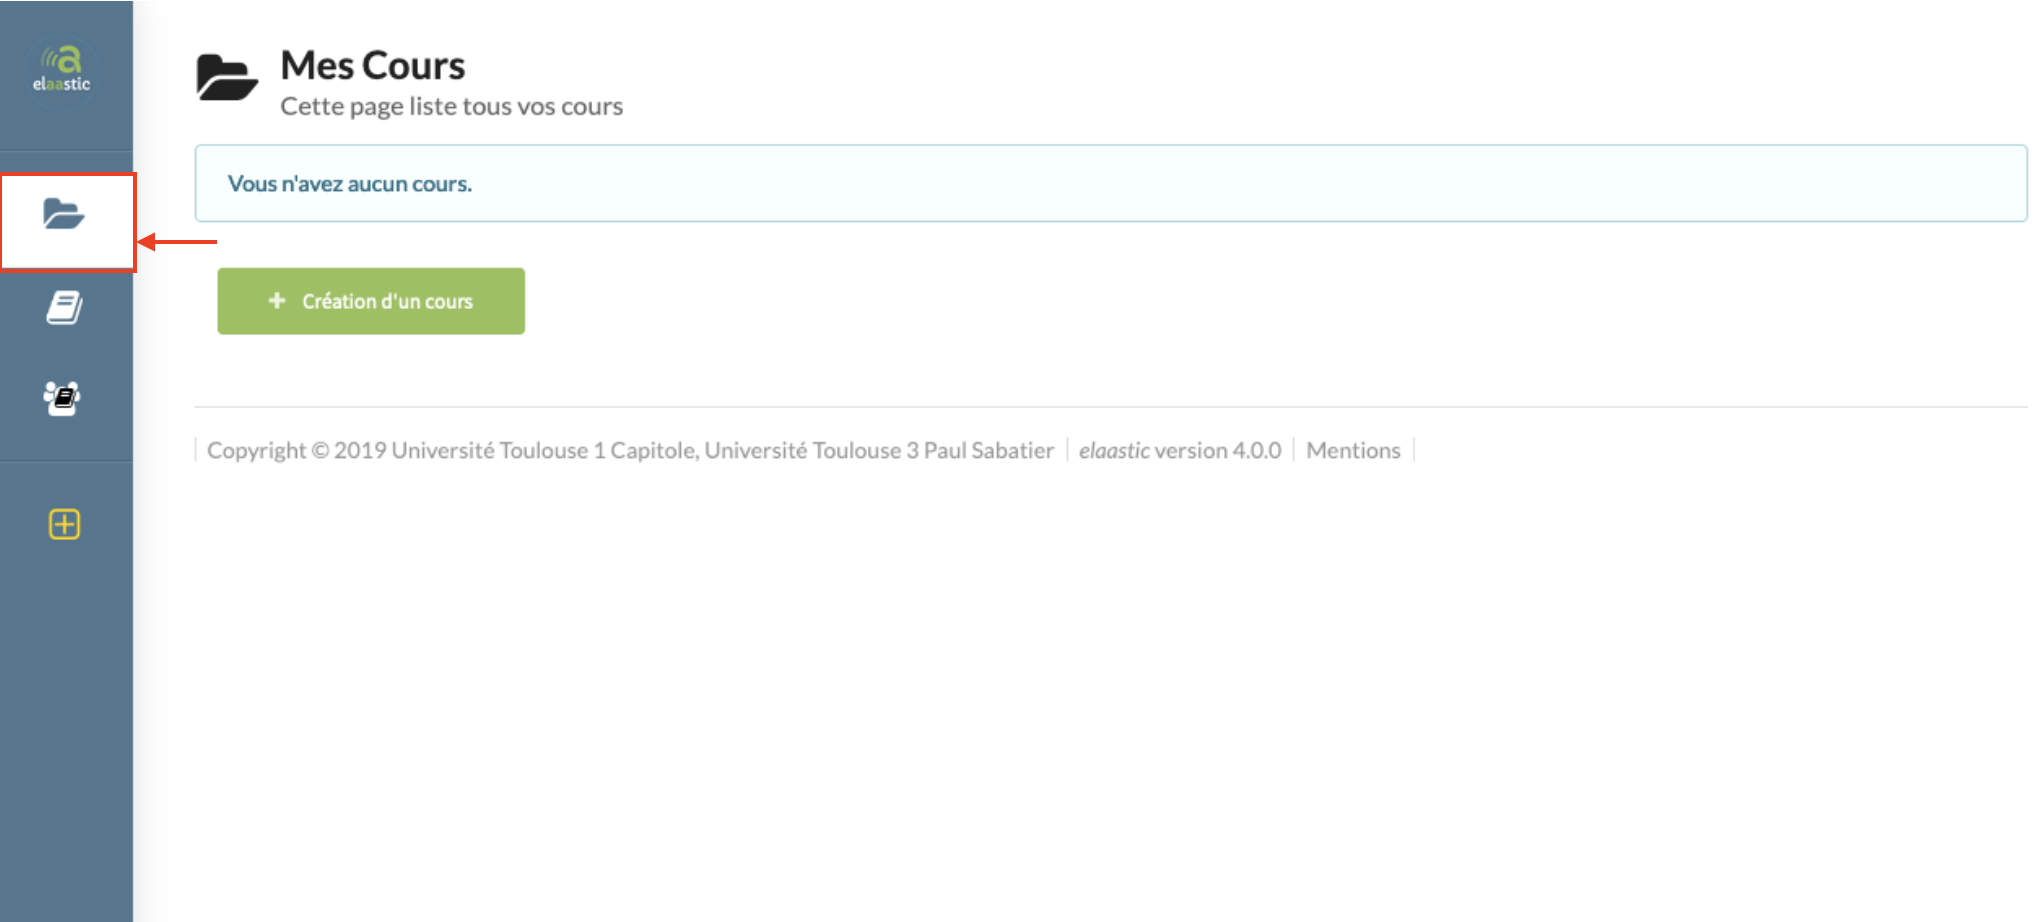 elaastic
Mes Cours
Cette page liste tous vos cours
Vous n'avez aucun cours.
+ Création d'un cours
Copyright © 2019 Université Toulouse 1 Capitole, Université Toulouse 3 Paul Sabatier | elaastic version 4.0.0 | Mentions